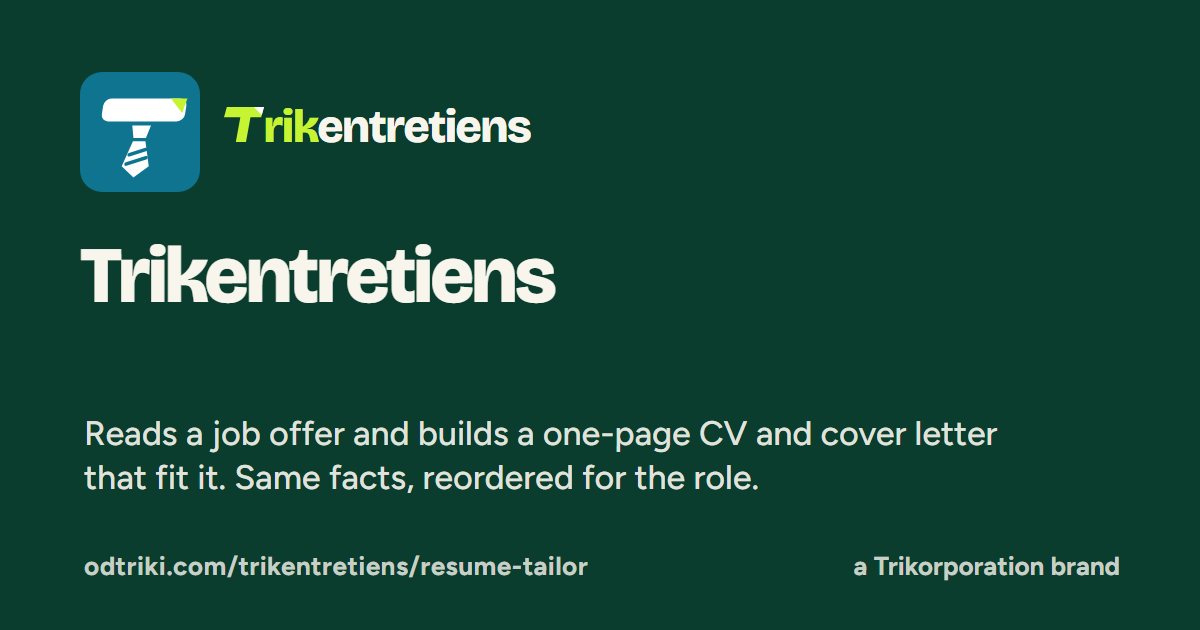 Trikentretiens
Trikentretiens
Reads a job offer and builds a one-page CV and cover letter
that fit it. Same facts, reordered for the role.
odtriki.com/trikentretiens/resume-tailor
a Trikorporation brand